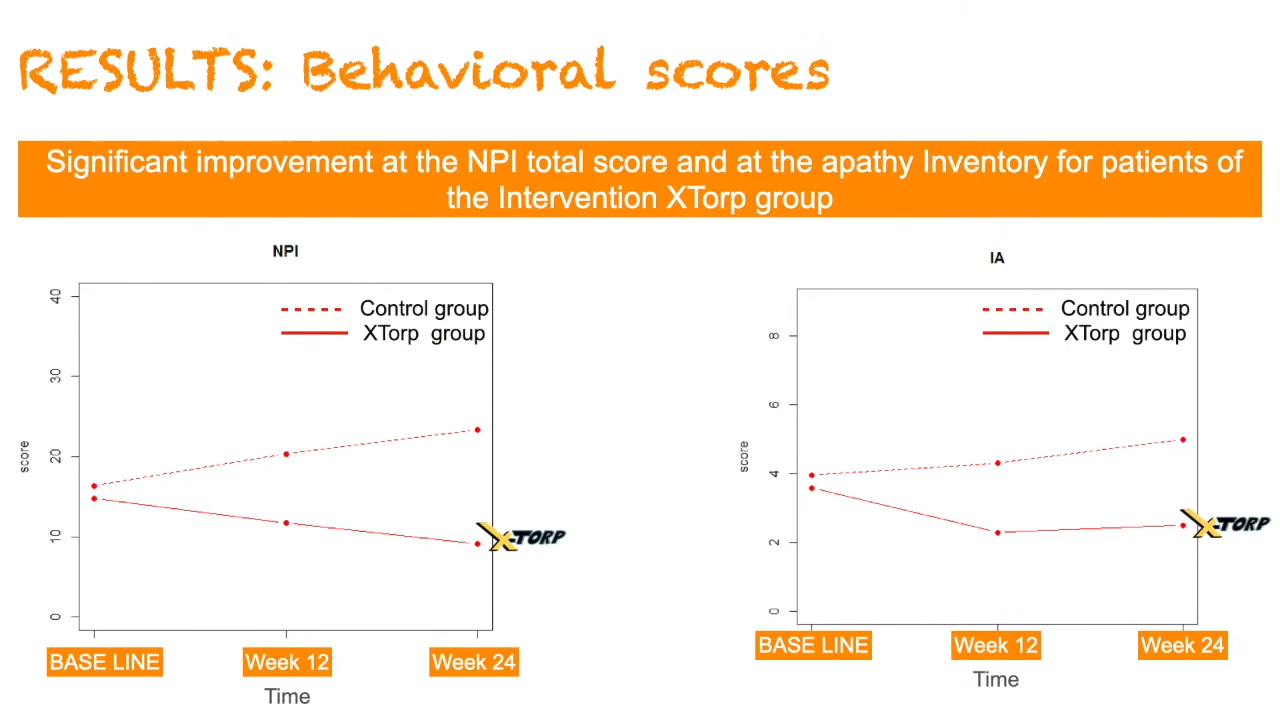 RESULTS: Behavioral scores
Significant improvement at the NPI total score and at the apathy Inventory for patients of
the Intervention XTorp group
NPI
Control group
XTorp group
40
30
20
10
0
score
X-TORP
BASE LINE
Week 12
Week 24
Time
IA
Control group
XTorp group
8
6
4
2
0
score
X-TORP
BASE LINE
Week 12
Week 24
Time